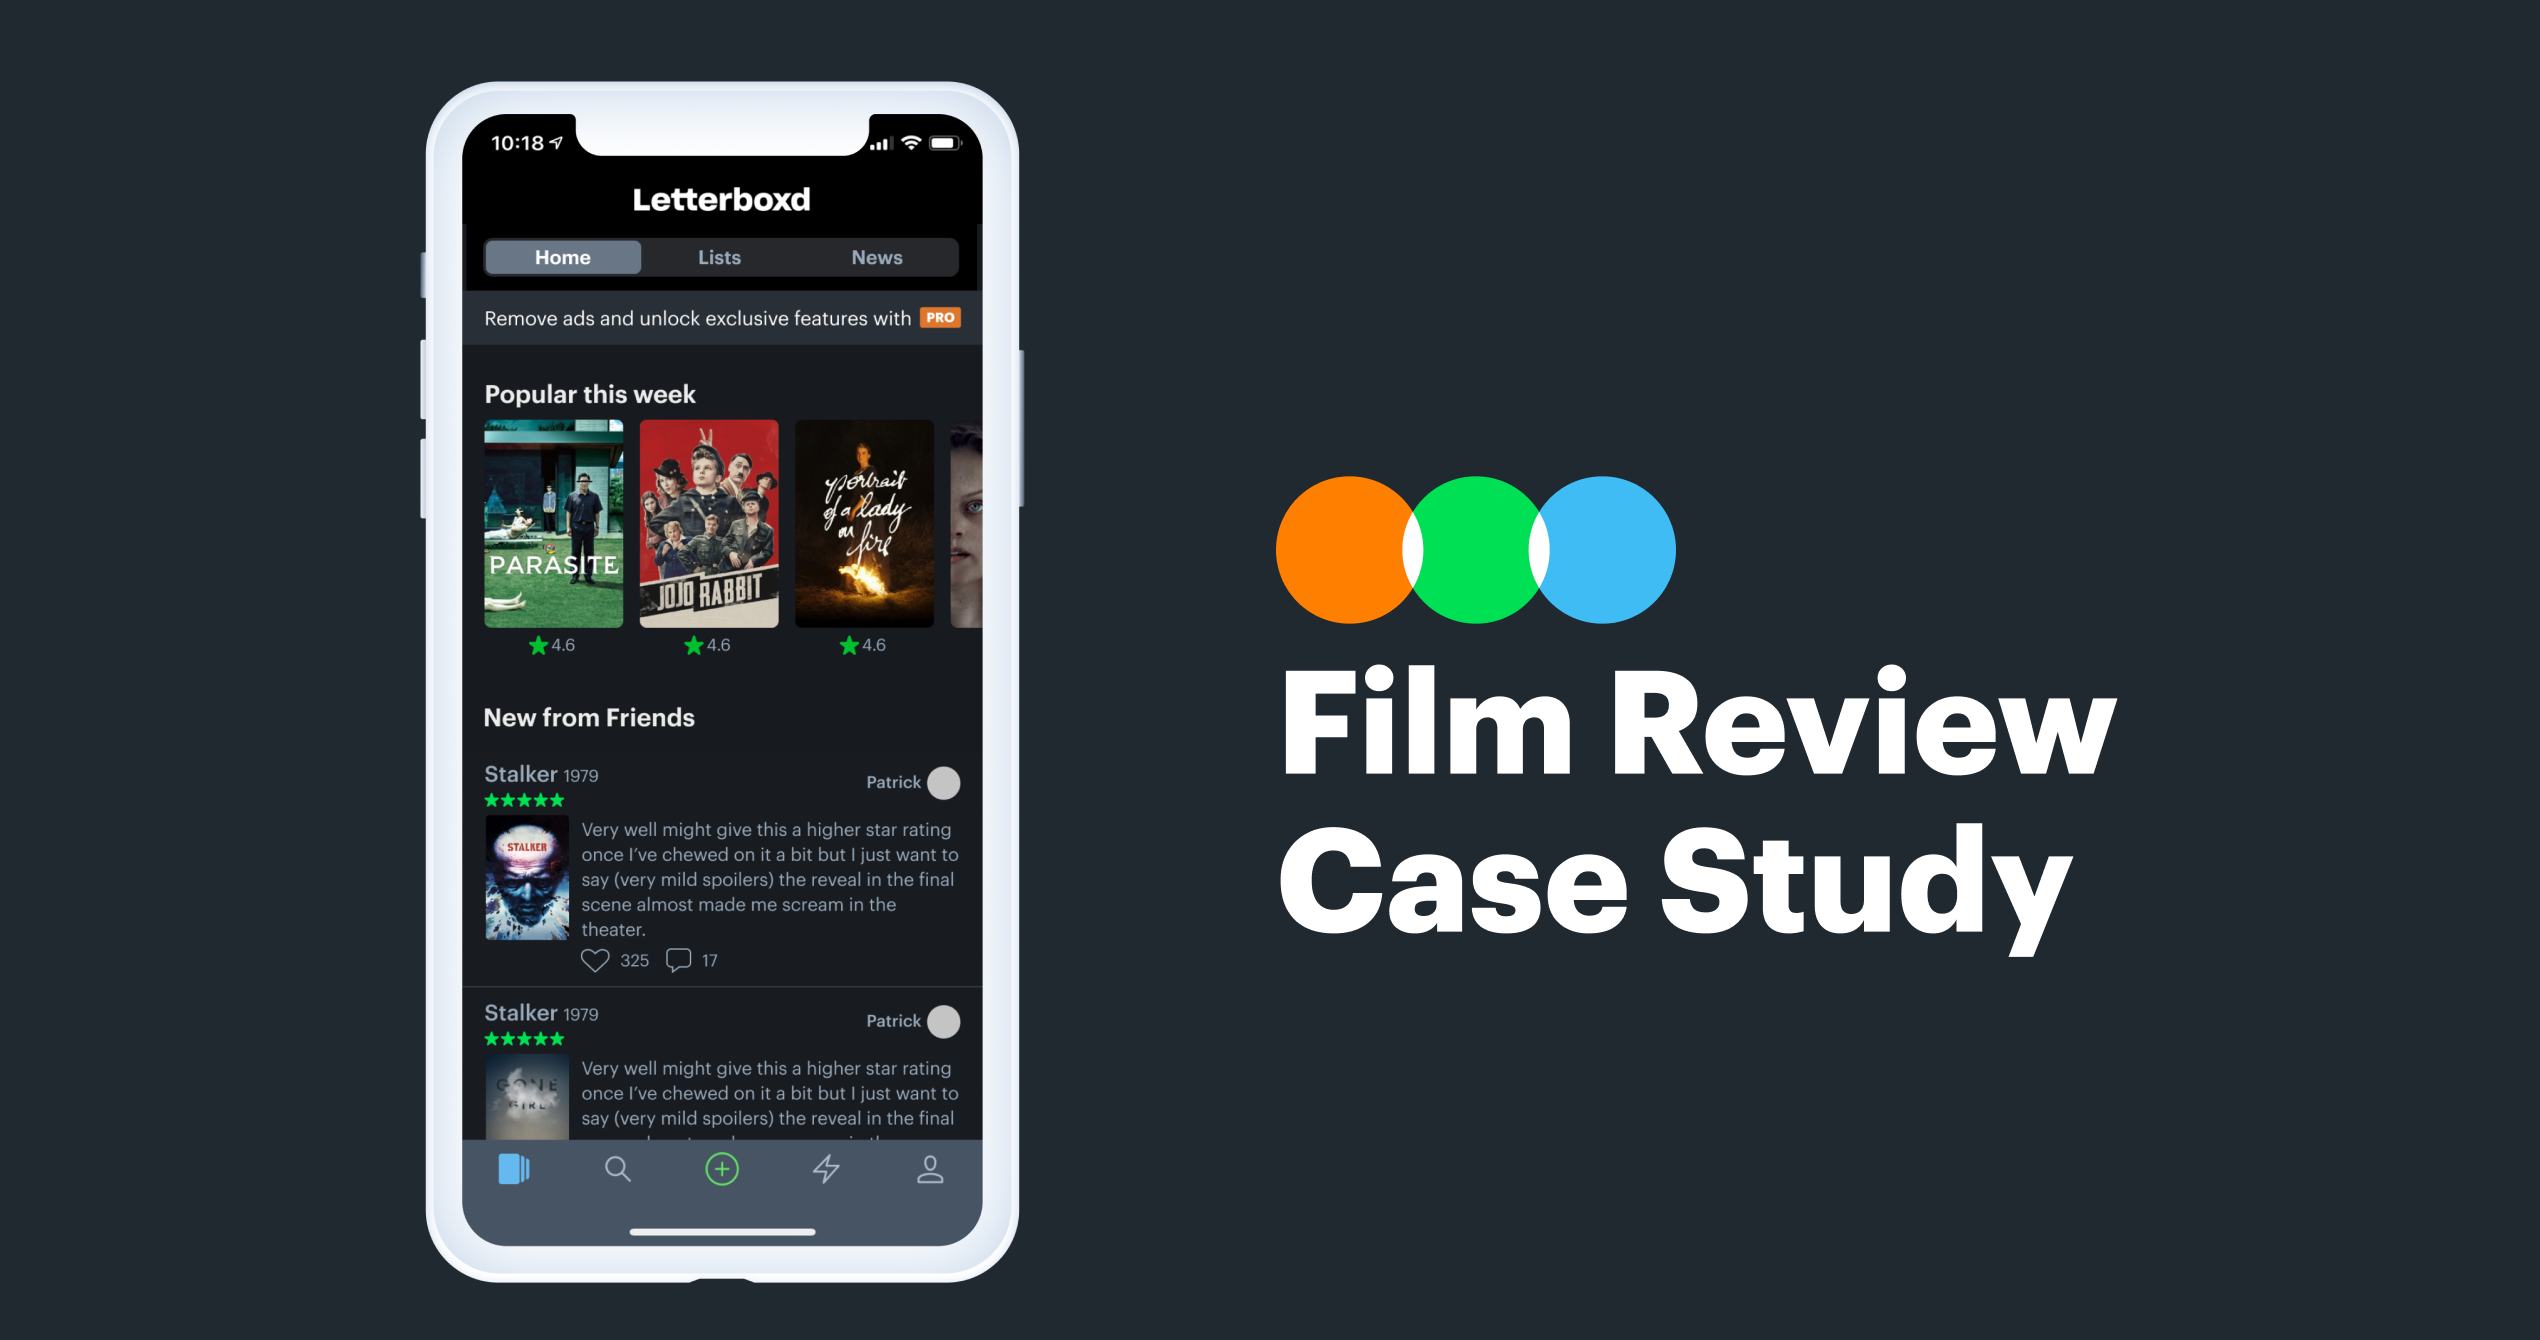 10:18
Letterboxd
Home Lists News
Remove ads and unlock exclusive features with PRO
Popular this week
PARASITE
JOJO RABBIT
portrait
of a lady
on
fire
4.6 4.6 4.6
New from Friends
Stalker 1979
Patrick
STALKER
Very well might give this a higher star rating
once I’ve chewed on it a bit but I just want to
say (very mild spoilers) the reveal in the final
scene almost made me scream in the
theater.
325 17
Stalker 1979
Patrick
GONE
GIRL
Very well might give this a higher star rating
once I’ve chewed on it a bit but I just want to
say (very mild spoilers) the reveal in the final
Film Review
Case Study